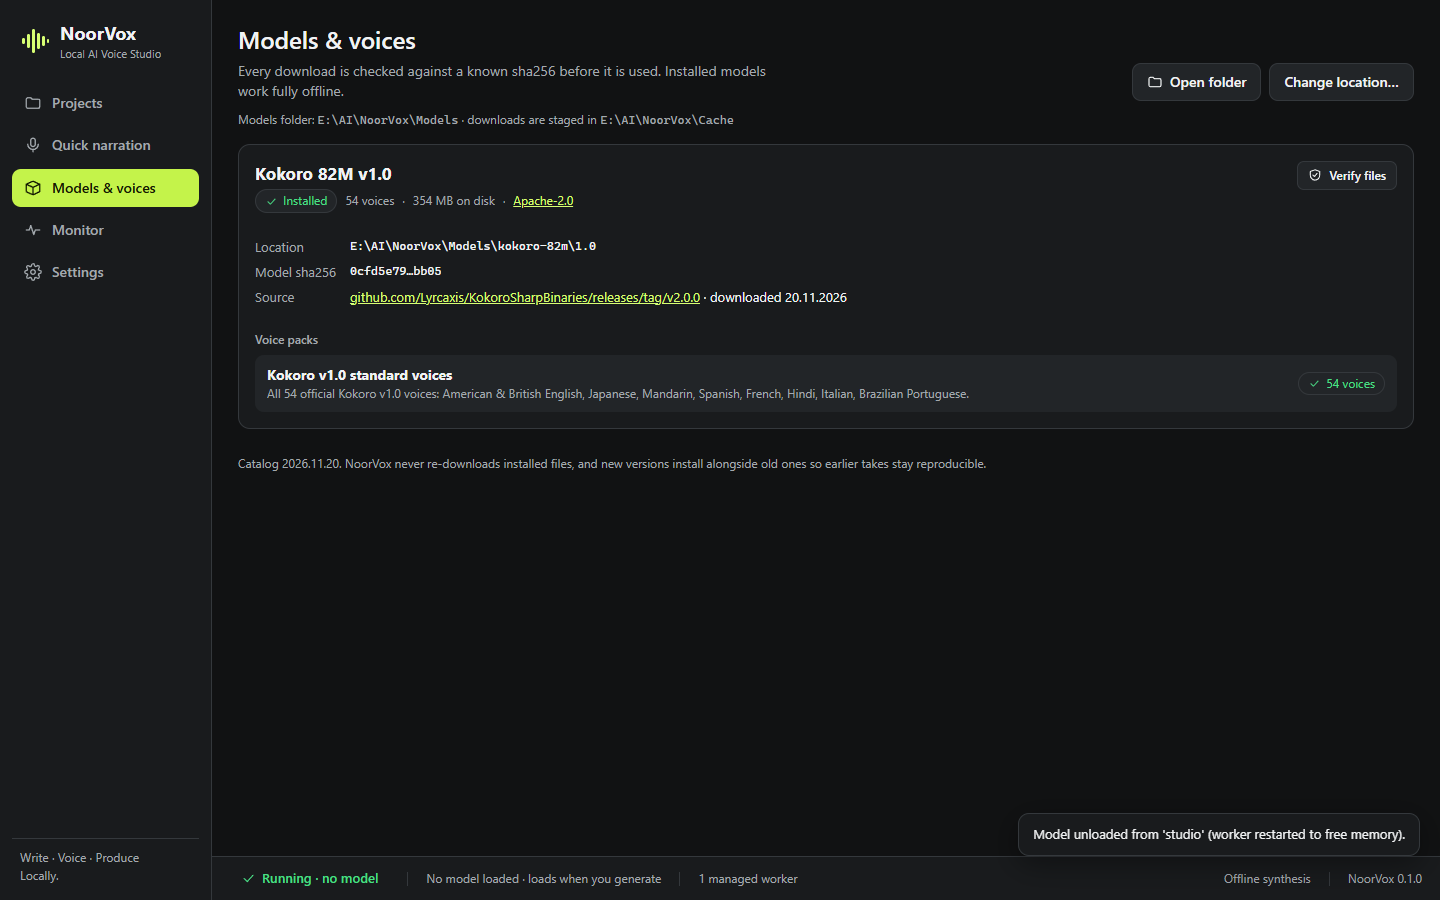 NoorVox
Local AI Voice Studio
Projects
Quick narration
Models & voices
Monitor
Settings
Write · Voice · Produce
Locally.
Models & voices
Every download is checked against a known sha256 before it is used. Installed models
work fully offline.
Models folder: E:\AI\NoorVox\Models · downloads are staged in E:\AI\NoorVox\Cache
Open folder
Change location...
Kokoro 82M v1.0
Verify files
Installed 54 voices · 354 MB on disk · Apache-2.0
Location E:\AI\NoorVox\Models\kokoro-82m\1.0
Model sha256 0cfd5e79…bb05
Source github.com/Lyrcaxis/KokoroSharpBinaries/releases/tag/v2.0.0 · downloaded 20.11.2026
Voice packs
Kokoro v1.0 standard voices
All 54 official Kokoro v1.0 voices: American & British English, Japanese, Mandarin, Spanish, French, Hindi, Italian, Brazilian Portuguese.
54 voices
Catalog 2026.11.20. NoorVox never re-downloads installed files, and new versions install alongside old ones so earlier takes stay reproducible.
Model unloaded from 'studio' (worker restarted to free memory).
Running · no model
No model loaded · loads when you generate
1 managed worker
Offline synthesis
NoorVox 0.1.0